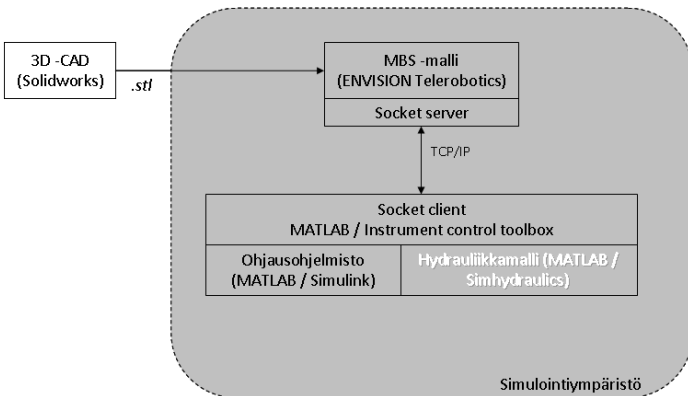 3D -CAD
(Solidworks)
.stl
MBS -malli
(ENVISION Telerobotics)
Socket server
TCP/IP
Socket client
MATLAB / Instrument control toolbox
Ohjausohjelmisto
(MATLAB / Simulink)
Hydrauliikkamalli (MATLAB /
Simhydraulics)
Simulointiympäristö